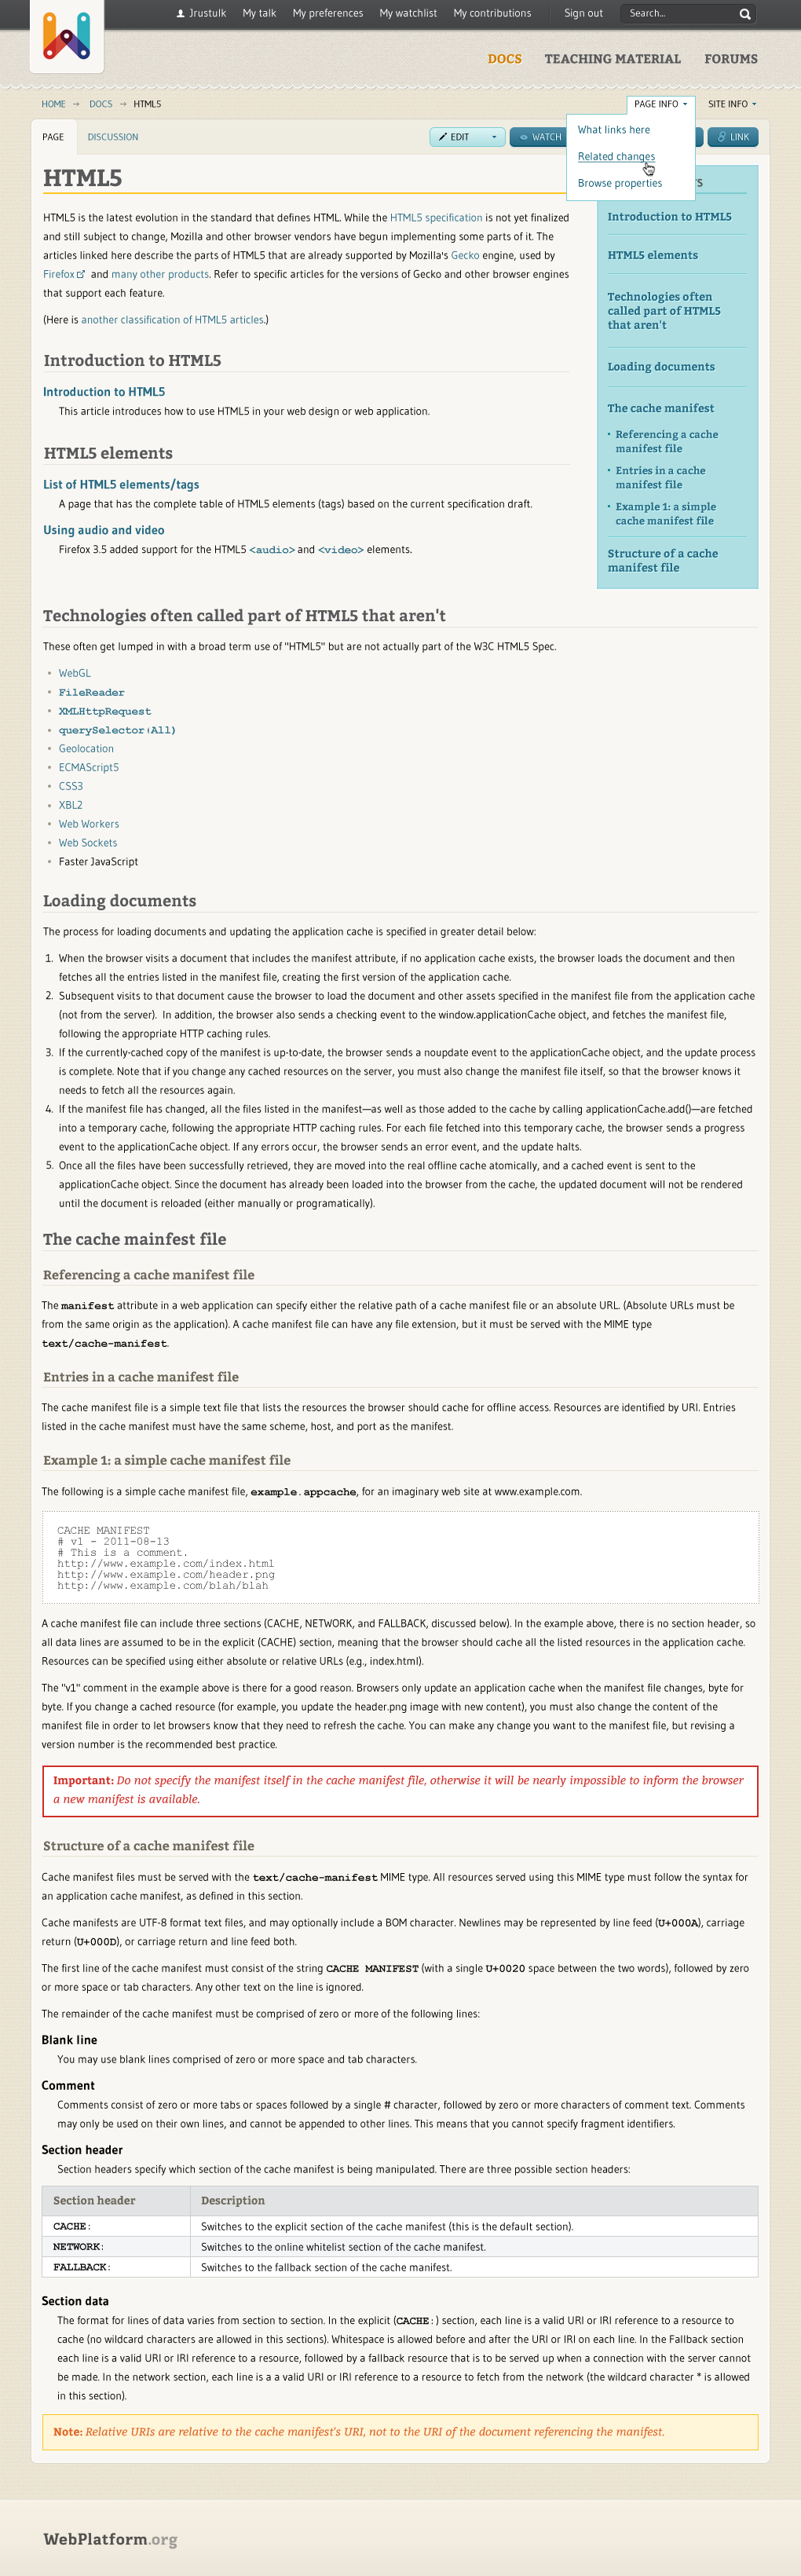 Jrustulk My talk My preferences My watchlist My contributions Sign out Search...
DOCS TEACHING MATERIAL FORUMS
HOME → DOCS → HTML5
PAGE INFO SITE INFO
What links here
Related changes
Browse properties
PAGE DISCUSSION
EDIT WATCH LINK
HTML5
HTML5 is the latest evolution in the standard that defines HTML. While the HTML5 specification is not yet finalized
and still subject to change, Mozilla and other browser vendors have begun implementing some parts of it. The
articles linked here describe the parts of HTML5 that are already supported by Mozilla's Gecko engine, used by
Firefox and many other products. Refer to specific articles for the versions of Gecko and other browser engines
that support each feature.
(Here is another classification of HTML5 articles.)
Introduction to HTML5
Introduction to HTML5
This article introduces how to use HTML5 in your web design or web application.
HTML5 elements
List of HTML5 elements/tags
A page that has the complete table of HTML5 elements (tags) based on the current specification draft.
Using audio and video
Firefox 3.5 added support for the HTML5 <audio> and <video> elements.
Introduction to HTML5
HTML5 elements
Technologies often
called part of HTML5
that aren't
Loading documents
The cache manifest
• Referencing a cache
manifest file
• Entries in a cache
manifest file
• Example 1: a simple
cache manifest file
Structure of a cache
manifest file
Technologies often called part of HTML5 that aren't
These often get lumped in with a broad term use of "HTML5" but are not actually part of the W3C HTML5 Spec.
• WebGL
• FileReader
• XMLHttpRequest
• querySelector(All)
• Geolocation
• ECMAScript5
• CSS3
• XBL2
• Web Workers
• Web Sockets
• Faster JavaScript
Loading documents
The process for loading documents and updating the application cache is specified in greater detail below:
1. When the browser visits a document that includes the manifest attribute, if no application cache exists, the browser loads the document and then
fetches all the entries listed in the manifest file, creating the first version of the application cache.
2. Subsequent visits to that document cause the browser to load the document and other assets specified in the manifest file from the application cache
(not from the server). In addition, the browser also sends a checking event to the window.applicationCache object, and fetches the manifest file,
following the appropriate HTTP caching rules.
3. If the currently-cached copy of the manifest is up-to-date, the browser sends a noupdate event to the applicationCache object, and the update process
is complete. Note that if you change any cached resources on the server, you must also change the manifest file itself, so that the browser knows it
needs to fetch all the resources again.
4. If the manifest file has changed, all the files listed in the manifest—as well as those added to the cache by calling applicationCache.add()—are fetched
into a temporary cache, following the appropriate HTTP caching rules. For each file fetched into this temporary cache, the browser sends a progress
event to the applicationCache object. If any errors occur, the browser sends an error event, and the update halts.
5. Once all the files have been successfully retrieved, they are moved into the real offline cache atomically, and a cached event is sent to the
applicationCache object. Since the document has already been loaded into the browser from the cache, the updated document will not be rendered
until the document is reloaded (either manually or programatically).
The cache mainfest file
Referencing a cache manifest file
The manifest attribute in a web application can specify either the relative path of a cache manifest file or an absolute URL. (Absolute URLs must be
from the same origin as the application). A cache manifest file can have any file extension, but it must be served with the MIME type
text/cache-manifest.
Entries in a cache manifest file
The cache manifest file is a simple text file that lists the resources the browser should cache for offline access. Resources are identified by URI. Entries
listed in the cache manifest must have the same scheme, host, and port as the manifest.
Example 1: a simple cache manifest file
The following is a simple cache manifest file, example.appcache, for an imaginary web site at www.example.com.
CACHE MANIFEST
# v1 - 2011-08-13
# This is a comment.
http://www.example.com/index.html
http://www.example.com/header.png
http://www.example.com/blah/blah
A cache manifest file can include three sections (CACHE, NETWORK, and FALLBACK, discussed below). In the example above, there is no section header, so
all data lines are assumed to be in the explicit (CACHE) section, meaning that the browser should cache all the listed resources in the application cache.
Resources can be specified using either absolute or relative URLs (e.g., index.html).
The "v1" comment in the example above is there for a good reason. Browsers only update an application cache when the manifest file changes, byte for
byte. If you change a cached resource (for example, you update the header.png image with new content), you must also change the content of the
manifest file in order to let browsers know that they need to refresh the cache. You can make any change you want to the manifest file, but revising a
version number is the recommended best practice.
Important: Do not specify the manifest itself in the cache manifest file, otherwise it will be nearly impossible to inform the browser
a new manifest is available.
Structure of a cache manifest file
Cache manifest files must be served with the text/cache-manifest MIME type. All resources served using this MIME type must follow the syntax for
an application cache manifest, as defined in this section.
Cache manifests are UTF-8 format text files, and may optionally include a BOM character. Newlines may be represented by line feed (U+000A), carriage
return (U+000D), or carriage return and line feed both.
The first line of the cache manifest must consist of the string CACHE MANIFEST (with a single U+0020 space between the two words), followed by zero
or more space or tab characters. Any other text on the line is ignored.
The remainder of the cache manifest must be comprised of zero or more of the following lines:
Blank line
You may use blank lines comprised of zero or more space and tab characters.
Comment
Comments consist of zero or more tabs or spaces followed by a single # character, followed by zero or more characters of comment text. Comments
may only be used on their own lines, and cannot be appended to other lines. This means that you cannot specify fragment identifiers.
Section header
Section headers specify which section of the cache manifest is being manipulated. There are three possible section headers:
Section header Description
CACHE: Switches to the explicit section of the cache manifest (this is the default section).
NETWORK: Switches to the online whitelist section of the cache manifest.
FALLBACK: Switches to the fallback section of the cache manifest.
Section data
The format for lines of data varies from section to section. In the explicit (CACHE:) section, each line is a valid URI or IRI reference to a resource to
cache (no wildcard characters are allowed in this sections). Whitespace is allowed before and after the URI or IRI on each line. In the Fallback section
each line is a valid URI or IRI reference to a resource, followed by a fallback resource that is to be served up when a connection with the server cannot
be made. In the network section, each line is a a valid URI or IRI reference to a resource to fetch from the network (the wildcard character * is allowed
in this section).
Note: Relative URIs are relative to the cache manifest's URI, not to the URI of the document referencing the manifest.
WebPlatform.org